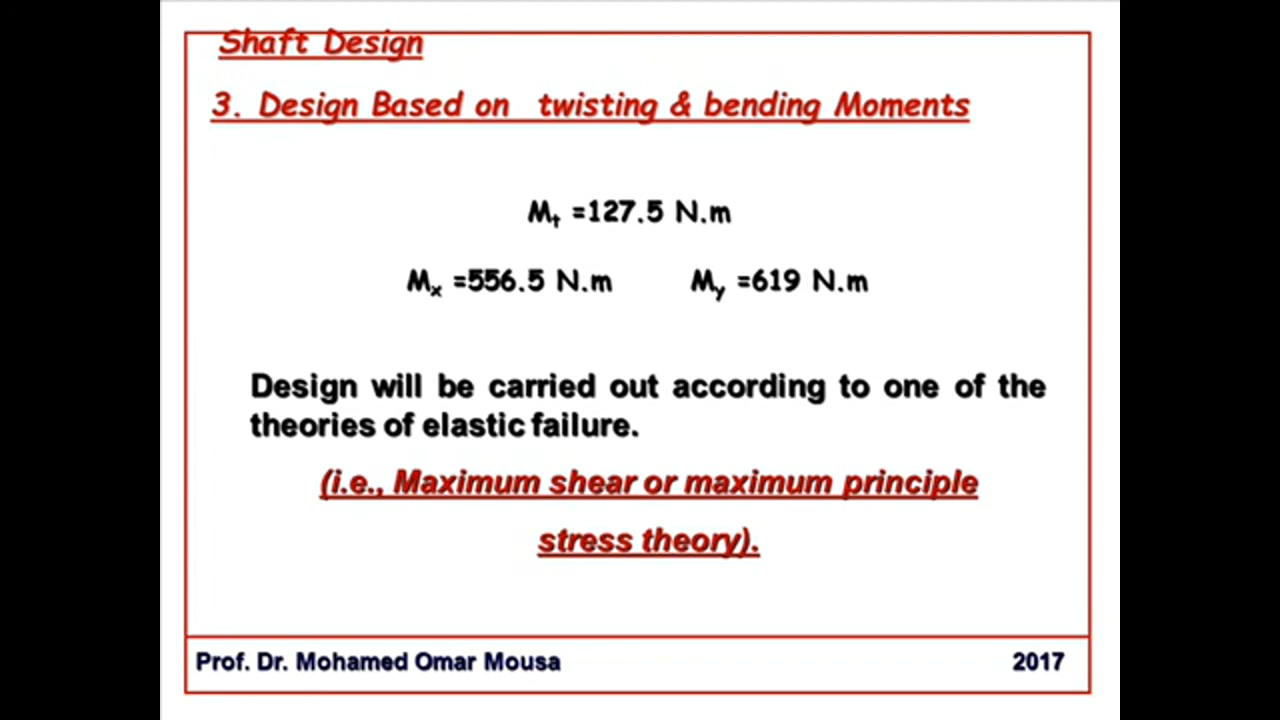 Shaft Design
3. Design Based on twisting & bending Moments
Mt =127.5 N.m
Mx =556.5 N.m My =619 N.m
Design will be carried out according to one of the
theories of elastic failure.
(i.e., Maximum shear or maximum principle
stress theory).
Prof. Dr. Mohamed Omar Mousa 2017